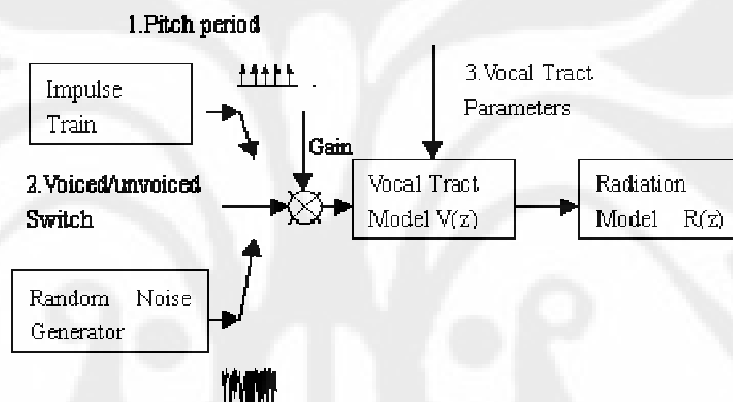 1.Pitch period
Impulse
Train
3.Vocal Tract
Parameters
Gain
2.Voiced/unvoiced
Switch
Vocal Tract
Model V(z)
Radiation
Model R(z)
Random Noise
Generator